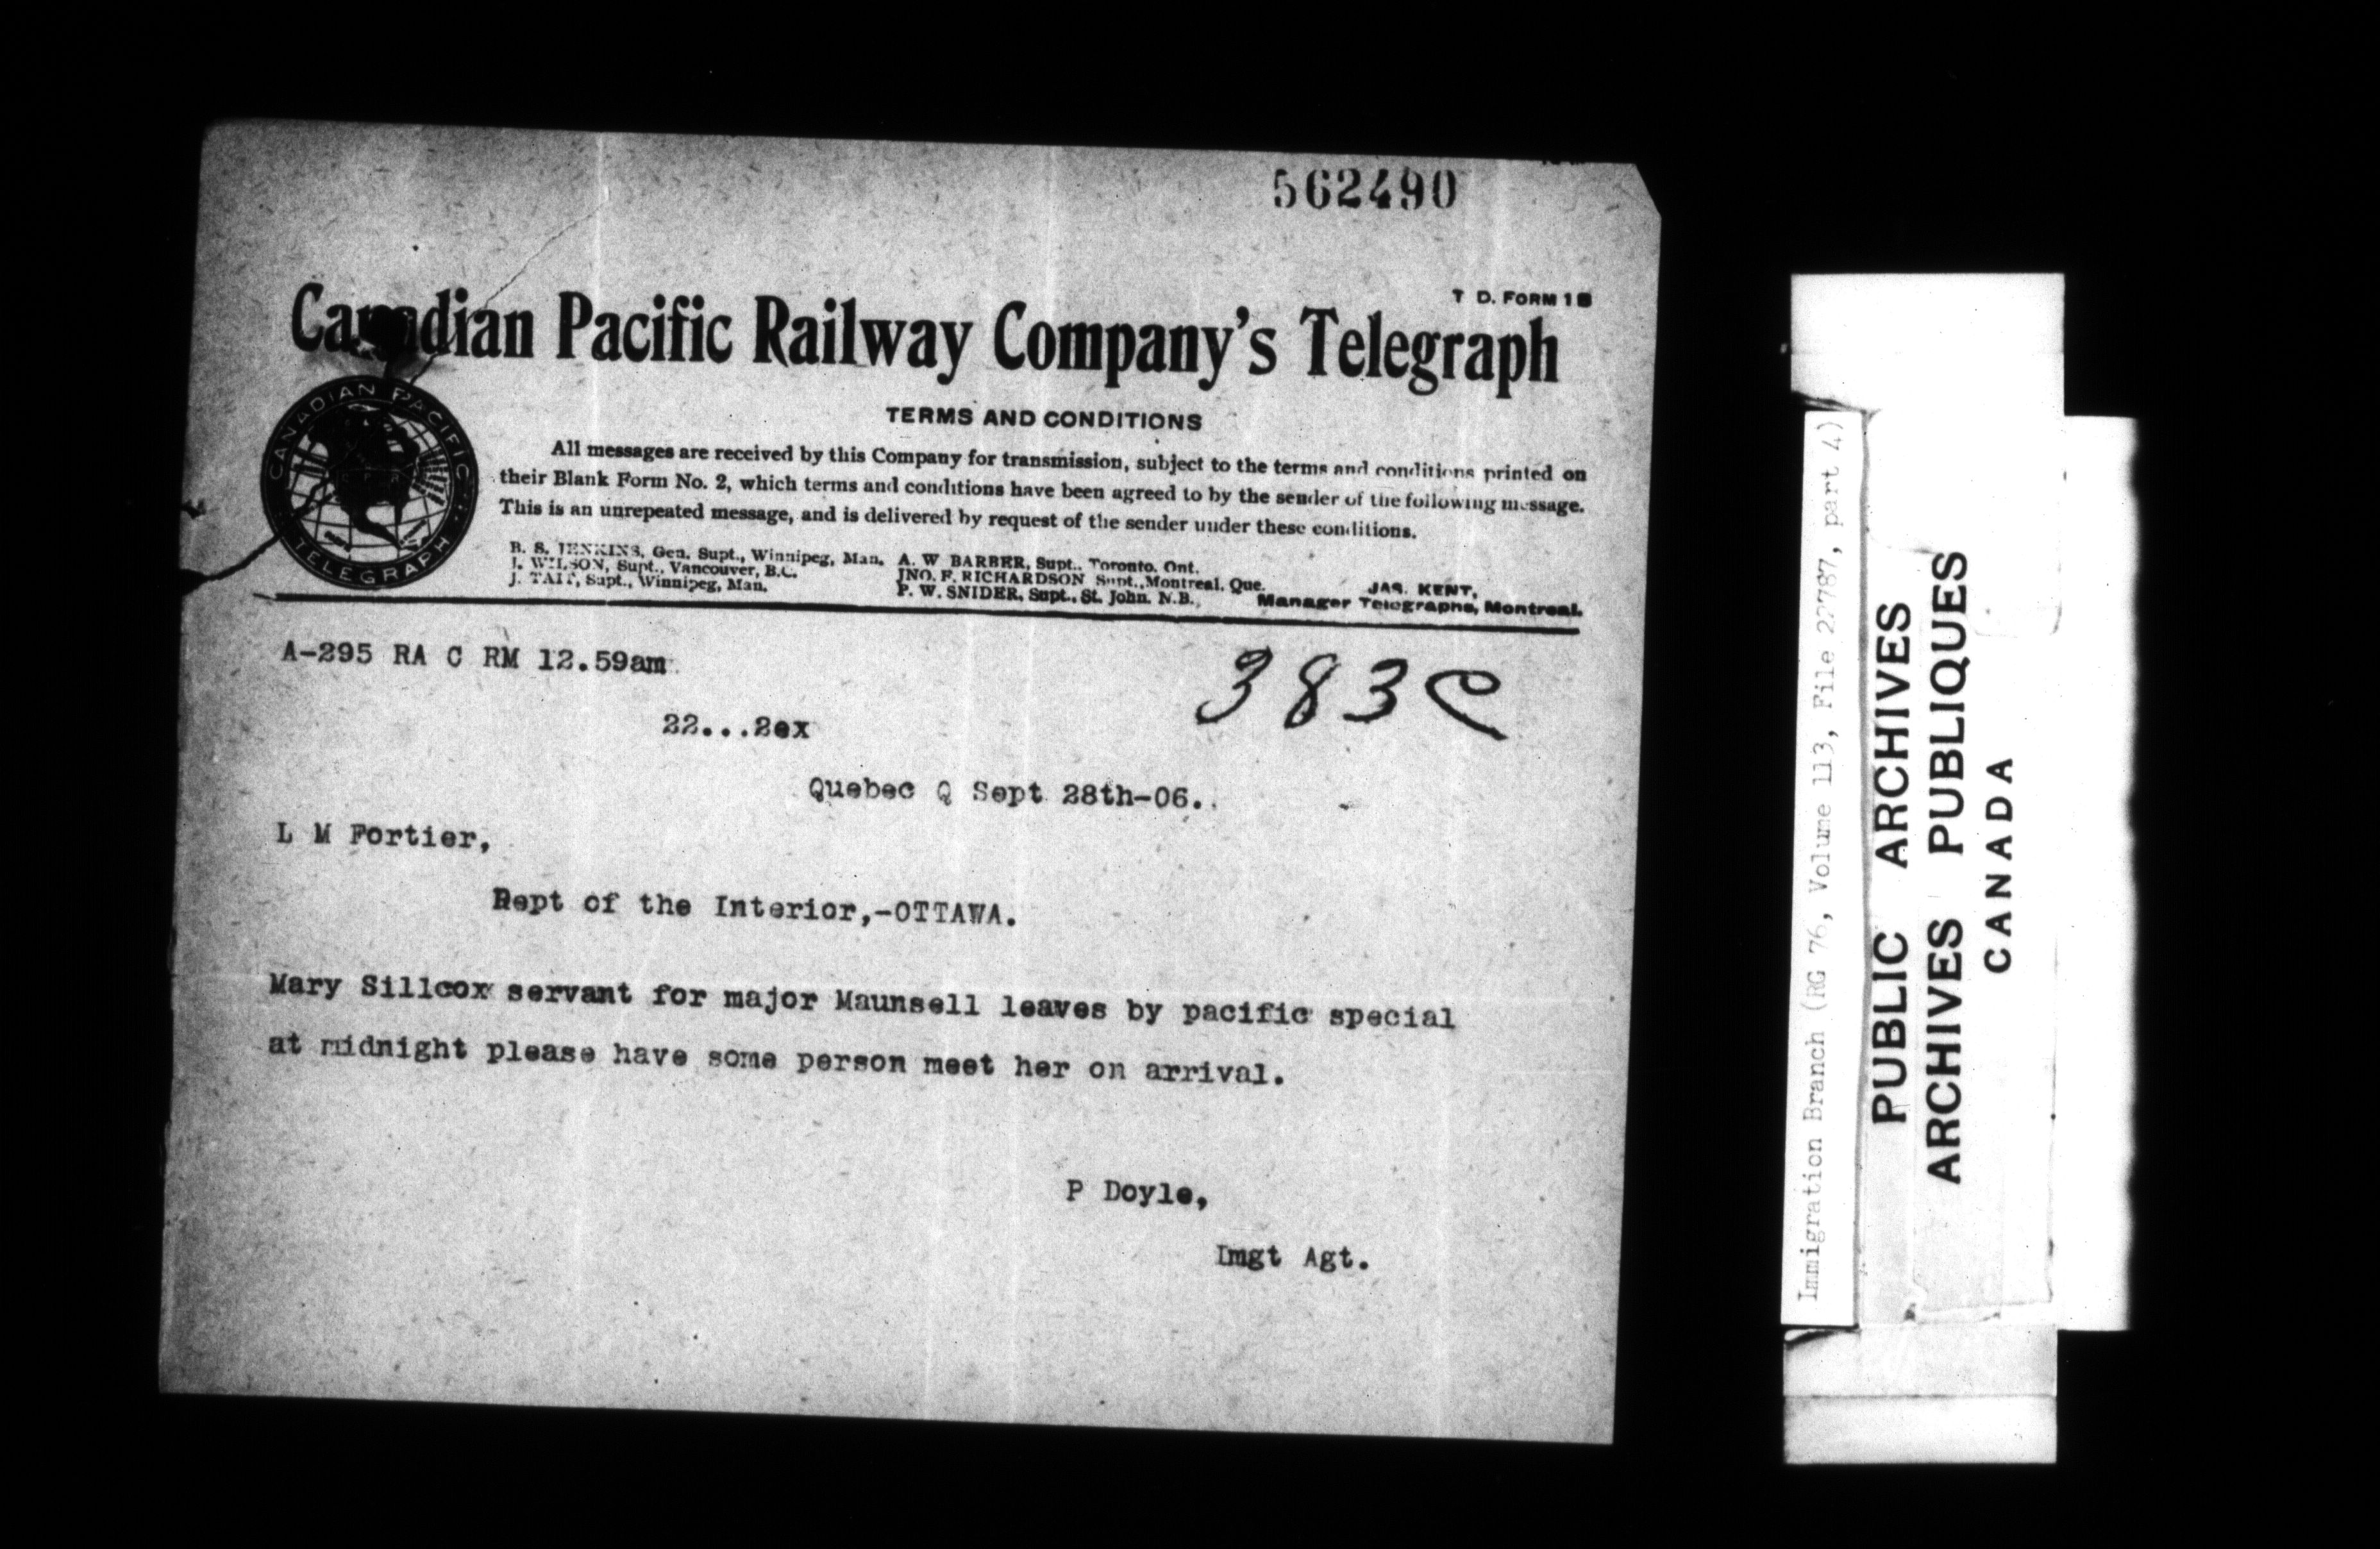 562490
T D. FORM 1
Canadian Pacific Railway Company's Telegraph
CANADIAN PACIFIC
TELEGRAPH
TERMS AND CONDITIONS
All messages are received by this Company for transmission, subject to the terms and conditions printed on
their Blank Form No. 2, which terms and conditions have been agreed to by the sender of the following message.
This is an unrepeated message, and is delivered by request of the sender under these conditions.
B. S. JENKINS, Gen. Supt., Winnipeg, Man. A. W BARBER, Supt., Toronto. Ont.
J. WILSON, Supt., Vancouver, B.C. JNO. F. RICHARDSON Supt., Montreal, Que. JAS. KENT,
J. TAIT, Supt., Winnipeg, Man. P. W. SNIDER, Supt., St. John. N.B. Manager Telegraphs, Montreal.
A-295 RA C RM 12.59am
383C
22...2ex
Quebec Q Sept 28th-06.
L M Fortier,
Dept of the Interior,-OTTAWA.
Mary Sillcox servant for major Maunsell leaves by pacific special
at midnight please have some person meet her on arrival.
P Doyle,
Imgt Agt.
Immigration Branch (RG 76, Volume 113, File 22787, part 4)
PUBLIC ARCHIVES
ARCHIVES PUBLIQUES
CANADA